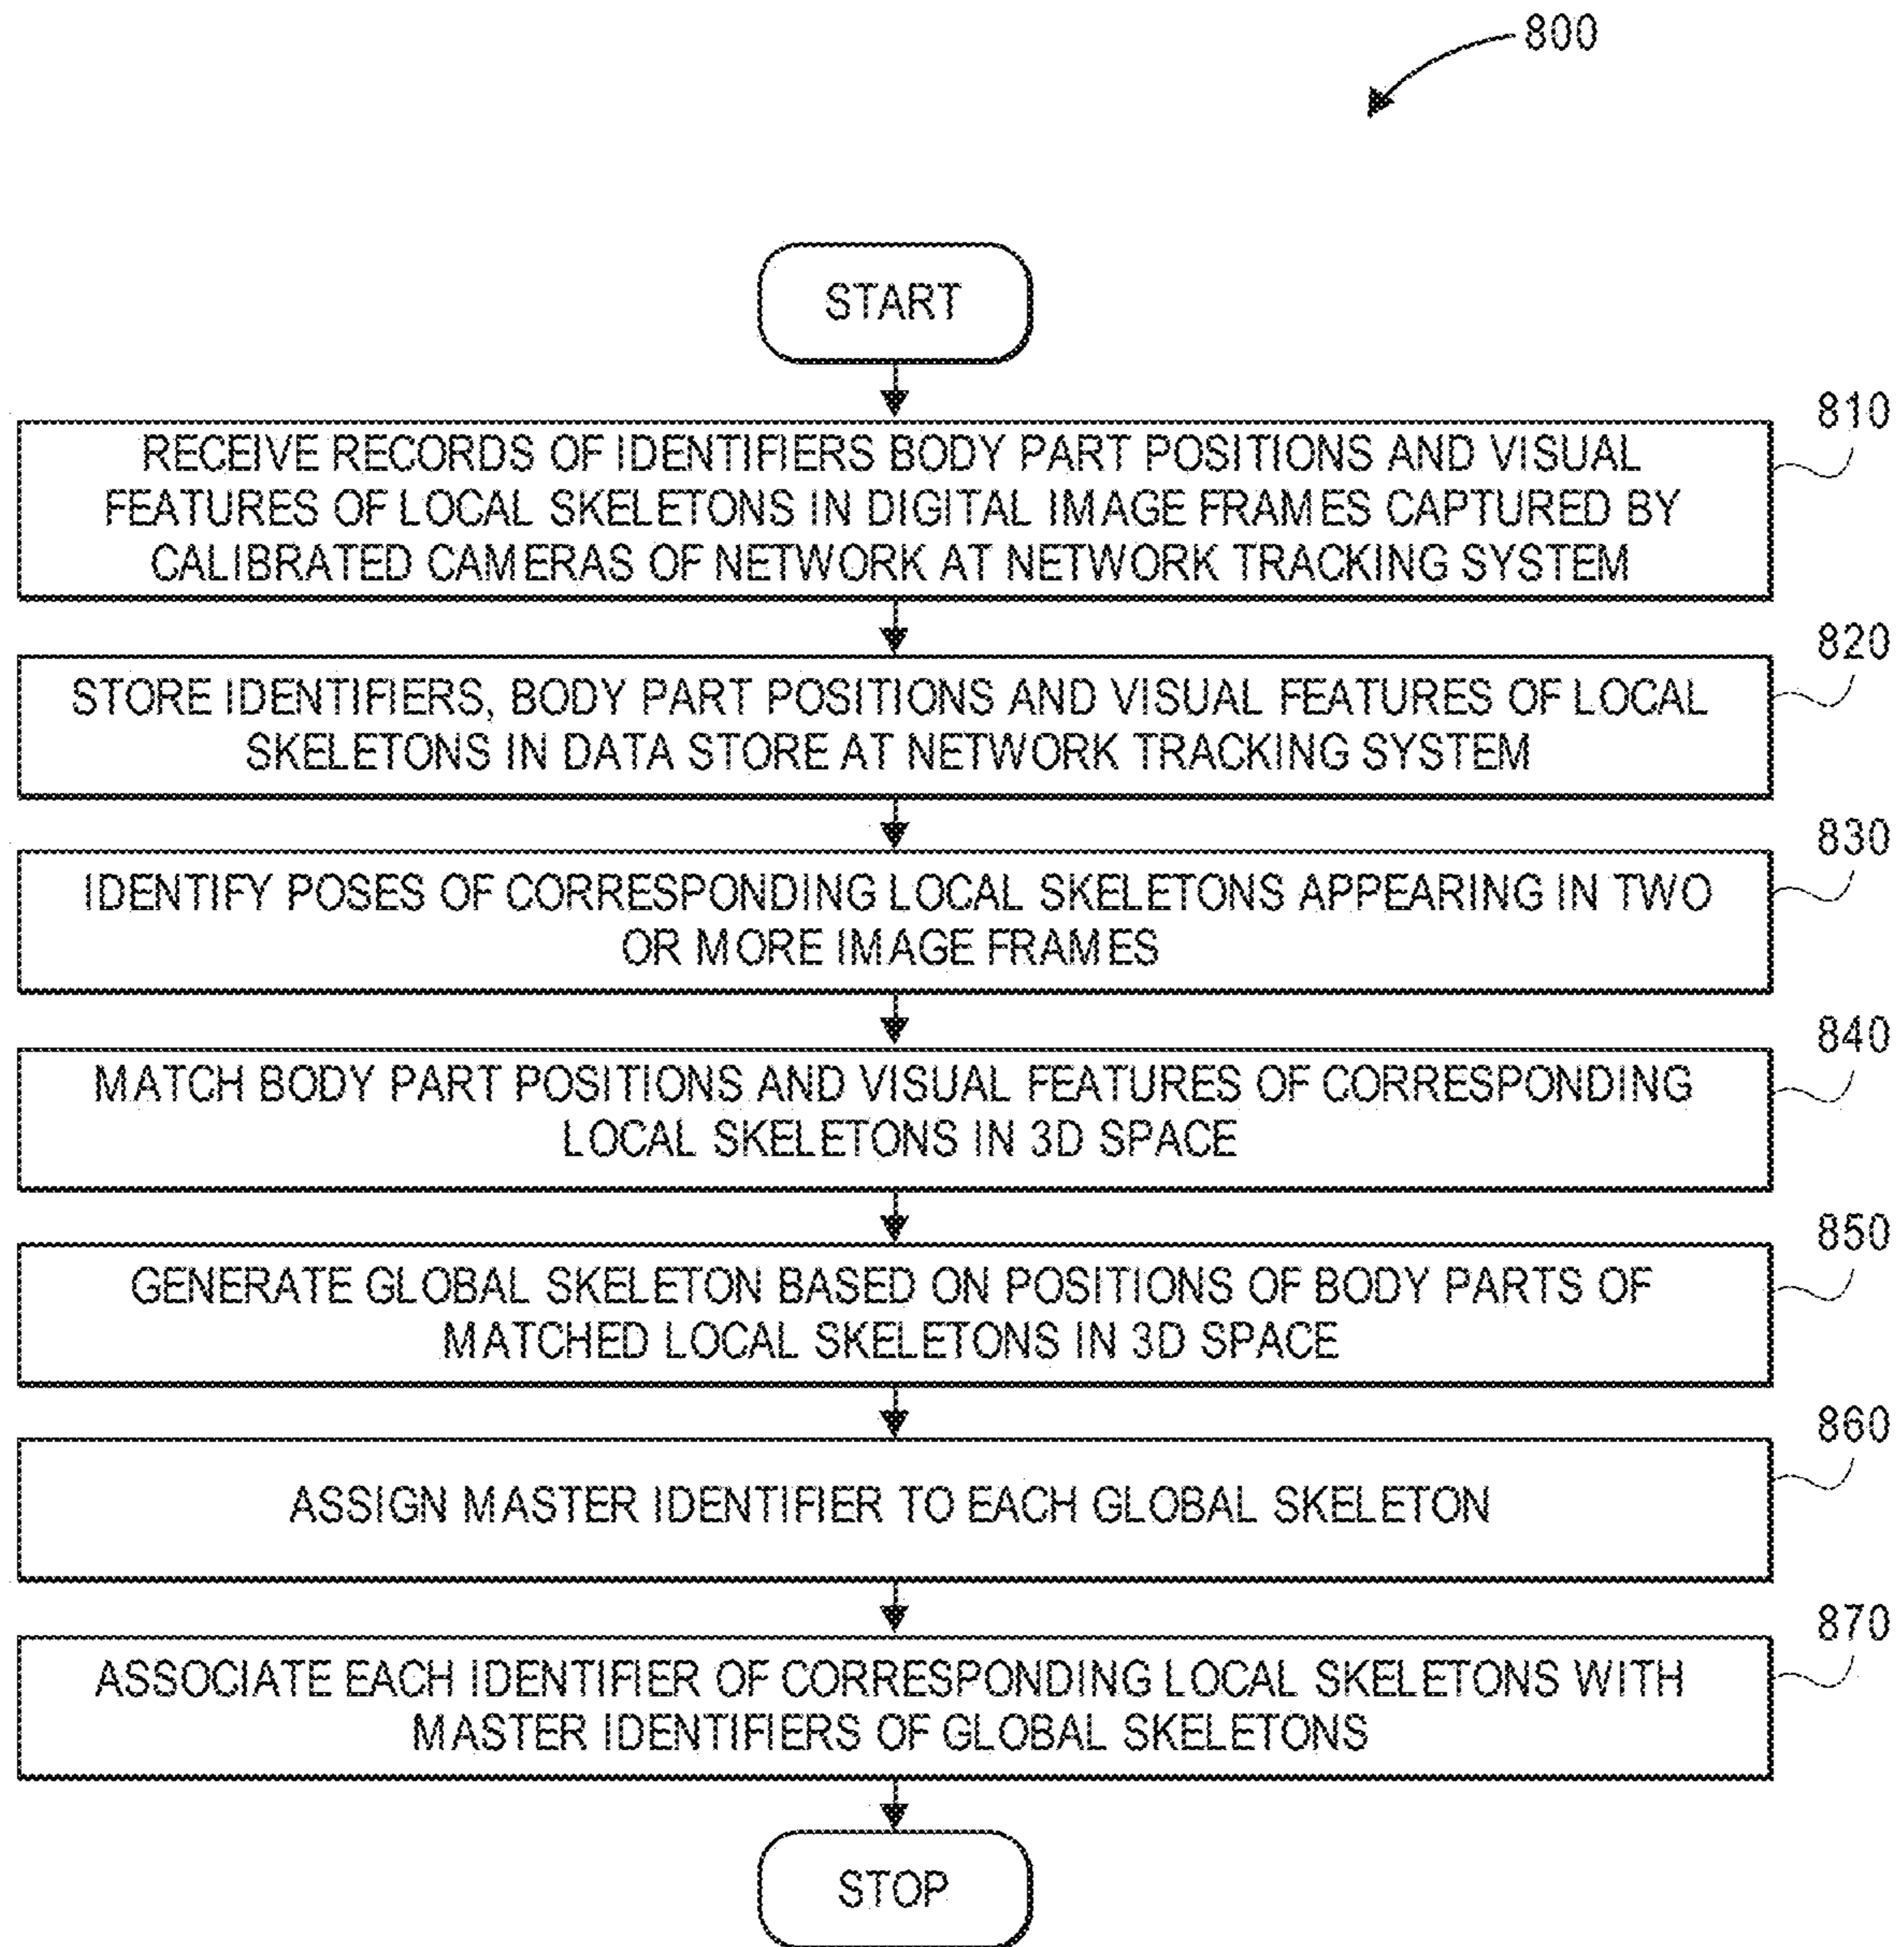 800
START
810
RECEIVE RECORDS OF IDENTIFIERS BODY PART POSITIONS AND VISUAL
FEATURES OF LOCAL SKELETONS IN DIGITAL IMAGE FRAMES CAPTURED BY
CALIBRATED CAMERAS OF NETWORK AT NETWORK TRACKING SYSTEM
820
STORE IDENTIFIERS, BODY PART POSITIONS AND VISUAL FEATURES OF LOCAL
SKELETONS IN DATA STORE AT NETWORK TRACKING SYSTEM
830
IDENTIFY POSES OF CORRESPONDING LOCAL SKELETONS APPEARING IN TWO
OR MORE IMAGE FRAMES
840
MATCH BODY PART POSITIONS AND VISUAL FEATURES OF CORRESPONDING
LOCAL SKELETONS IN 3D SPACE
850
GENERATE GLOBAL SKELETON BASED ON POSITIONS OF BODY PARTS OF
MATCHED LOCAL SKELETONS IN 3D SPACE
860
ASSIGN MASTER IDENTIFIER TO EACH GLOBAL SKELETON
870
ASSOCIATE EACH IDENTIFIER OF CORRESPONDING LOCAL SKELETONS WITH
MASTER IDENTIFIERS OF GLOBAL SKELETONS
STOP